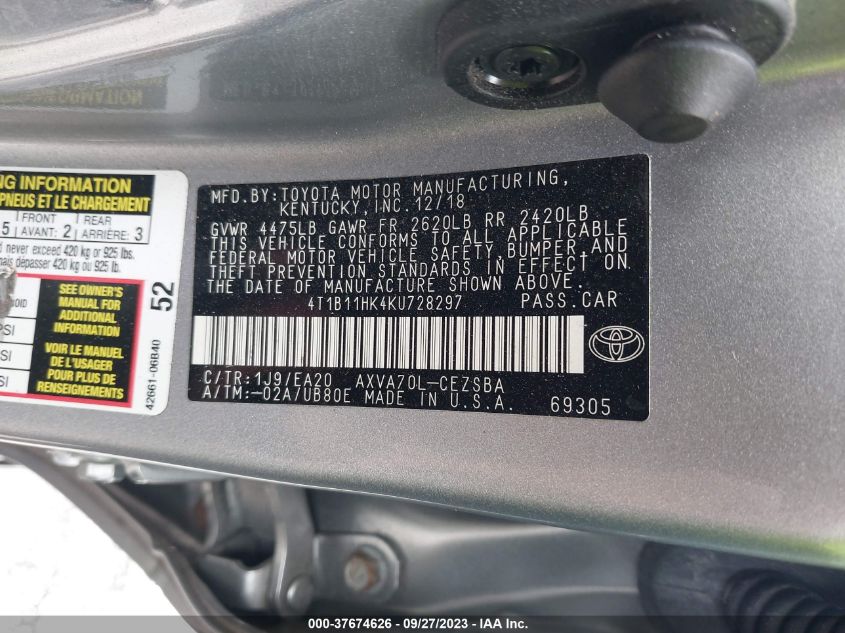 NG INFORMATION
PNEUS ET LE CHARGEMENT
5 FRONT REAR
AVANT: 2 ARRIÈRE: 3
d never exceed 420 kg or 925 lbs.
mais dépasser 420 kg ou 925 lb.
SEE OWNER'S
MANUAL FOR
ADDITIONAL
INFORMATION
VOIR LE MANUEL
DE L'USAGER
POUR PLUS DE
RENSEIGNEMENTS
PSI
PSI
52
42661-06B40
MFD.BY:TOYOTA MOTOR MANUFACTURING,
KENTUCKY, INC. 12/18
GVWR 4475LB GAWR FR 2620LB RR 2420LB
THIS VEHICLE CONFORMS TO ALL APPLICABLE
FEDERAL MOTOR VEHICLE SAFETY,BUMPER,AND
THEFT PREVENTION STANDARDS IN EFFECT ON
THE DATE OF MANUFACTURE SHOWN ABOVE.
4T1B11HK4KU728297 PASS.CAR
C/TR:1J9/EA20 AXVA70L-CEZSBA
A/TM:-02A/UB80E MADE IN U.S.A. 69305
000-37674626 / 09/27/2023 - IAA Inc.